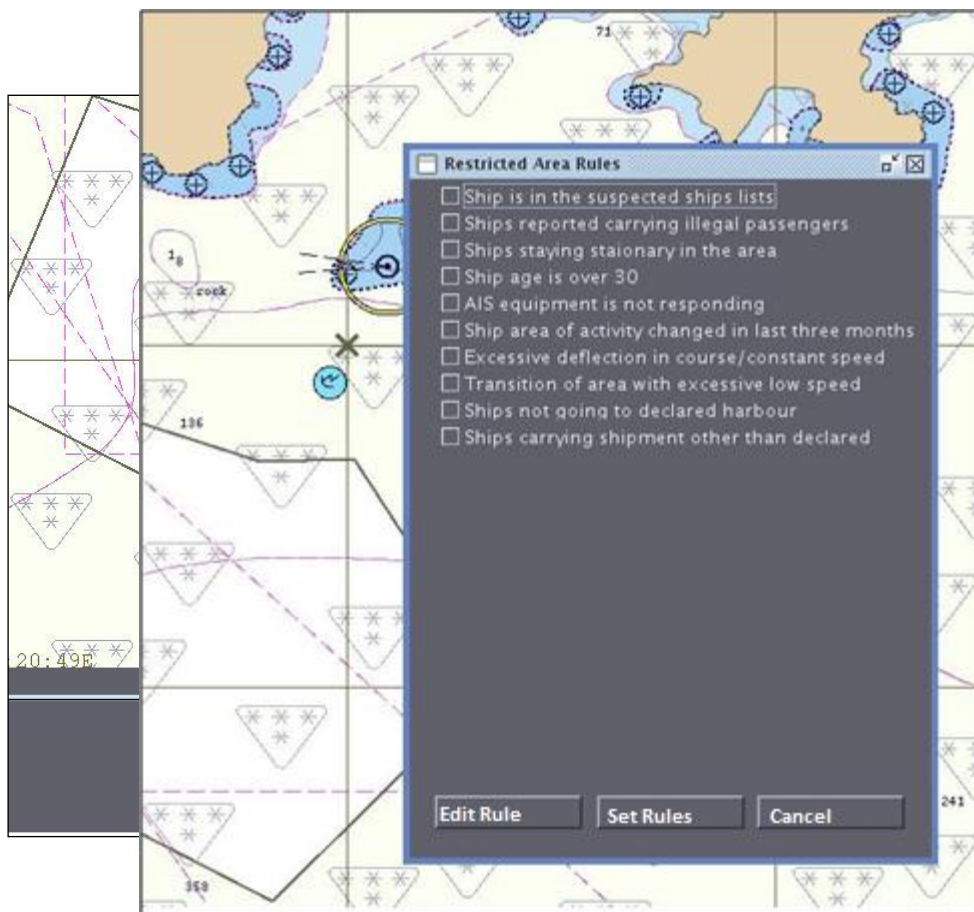 71
Restricted Area Rules
Ship is in the suspected ships lists
Ships reported carrying illegal passengers
Ships staying staionary in the area
Ship age is over 30
AIS equipment is not responding
Ship area of activity changed in last three months
Excessive deflection in course/constant speed
Transition of area with excessive low speed
Ships not going to declared harbour
Ships carrying shipment other than declared
18
rock
136
20:49E
Edit Rule
Set Rules
Cancel
241
358